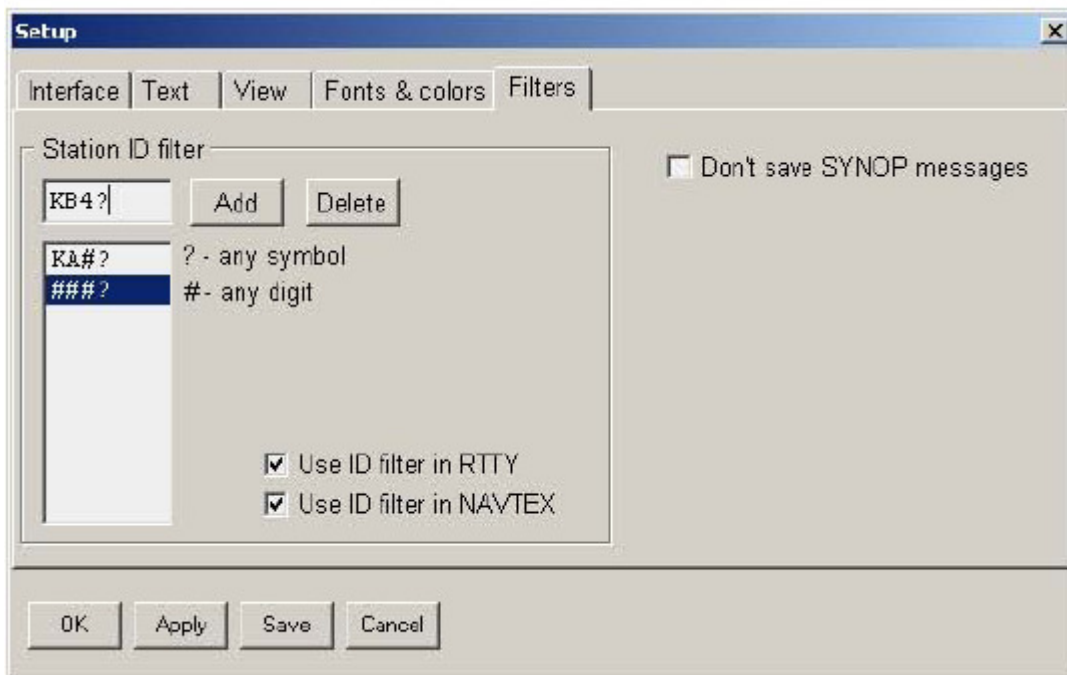 Setup
Interface Text View Fonts & colors Filters
Station ID filter
KB4? Add Delete
Don't save SYNOP messages
KA#? ? - any symbol
###? # - any digit
Use ID filter in RTTY
Use ID filter in NAVTEX
OK Apply Save Cancel